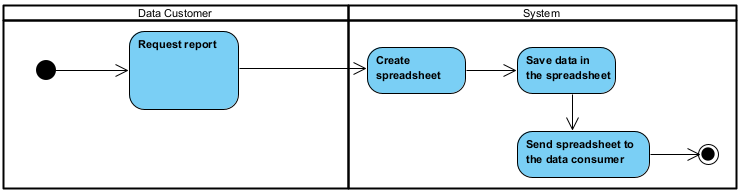 Data Customer
System
Request report
Create
spreadsheet
Save data in
the spreadsheet
Send spreadsheet to
the data consumer